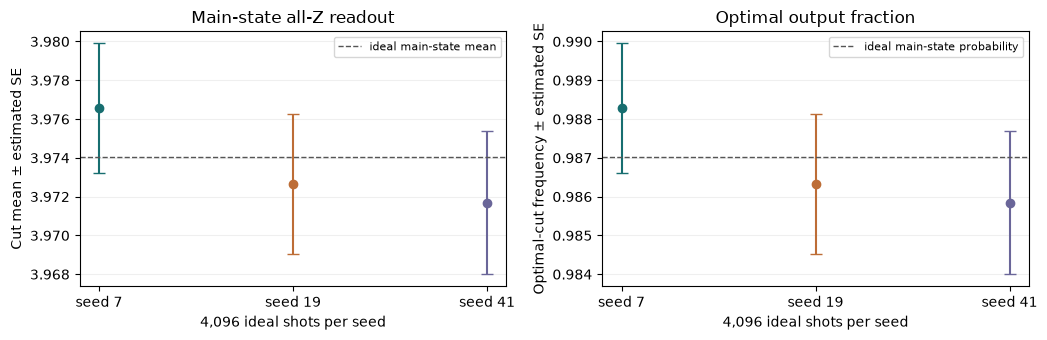 Main-state all-Z readout
Cut mean ± estimated SE
3.980
3.978
3.976
3.974
3.972
3.970
3.968
ideal main-state mean
seed 7
seed 19
seed 41
4,096 ideal shots per seed
Optimal output fraction
Optimal-cut frequency ± estimated SE
0.990
0.989
0.988
0.987
0.986
0.985
0.984
ideal main-state probability
seed 7
seed 19
seed 41
4,096 ideal shots per seed